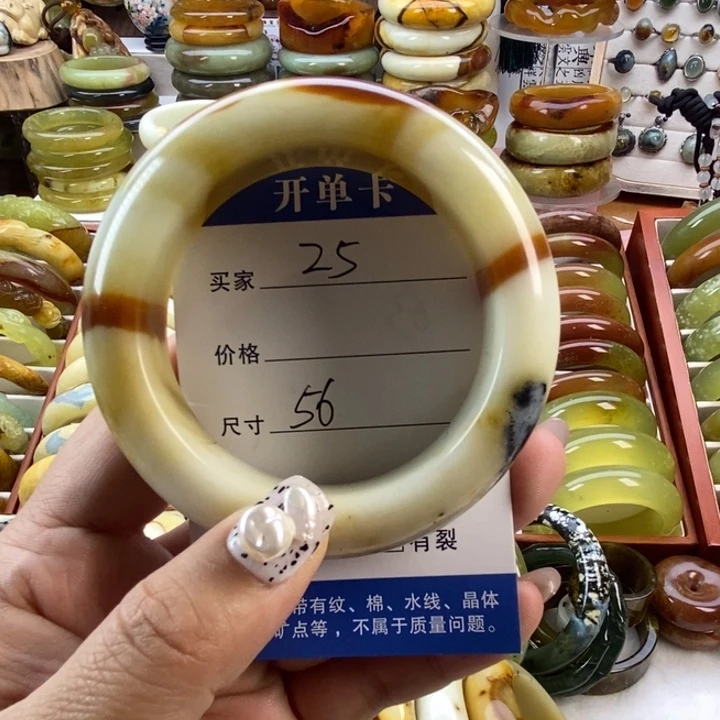 开单卡
买家 25
价格
尺寸 56
有裂
带有纹、棉、水线、晶体
矿点等，不属于质量问题。